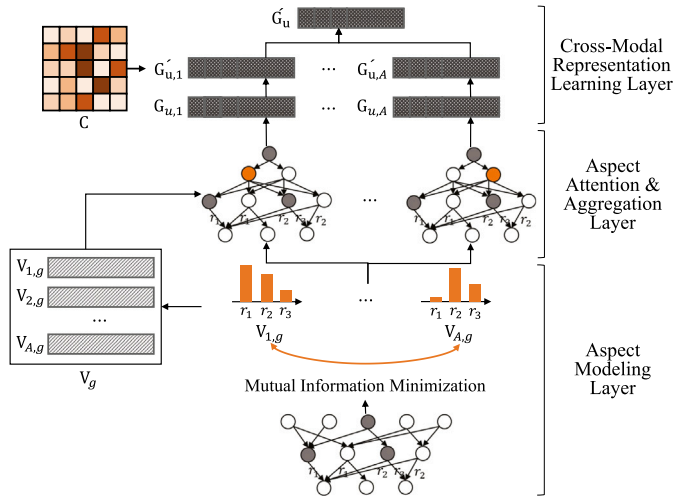 G´u
G´u,1 ... G´u,A
Cross-Modal
Representation
Learning Layer
C
Gu,1 ... Gu,A
Aspect
Attention &
Aggregation
Layer
...
r1 r1 r2 r3 r2
r1 r1 r2 r3 r2
V1,g
V2,g
...
VA,g
Vg
r1 r2 r3
...
r1 r2 r3
V1,g
VA,g
Aspect
Modeling
Layer
Mutual Information Minimization
r1 r1 r2 r3 r2